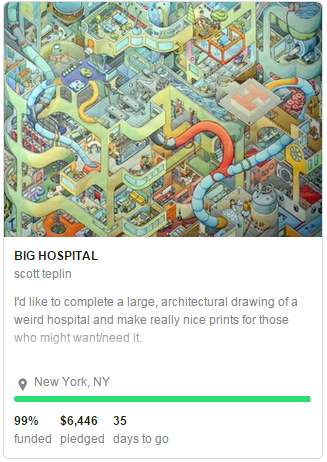 BIG HOSPITAL
scott teplin
I'd like to complete a large, architectural drawing of a
weird hospital and make really nice prints for those
who might want/need it.
New York, NY
99% $6,446 35
funded pledged days to go